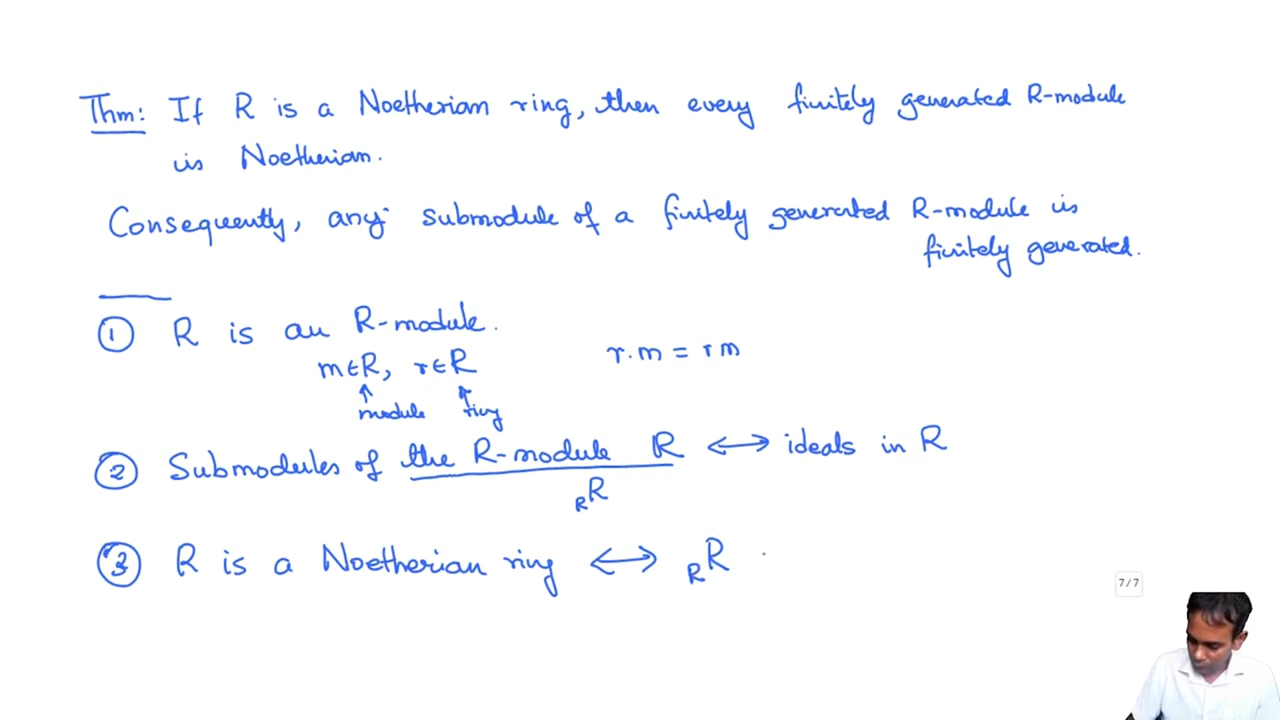 Thm: If R is a Noetherian ring, then every finitely generated R-module
is Noetherian.
Consequently, any submodule of a finitely generated R-module is
finitely generated.
① R is an R-module.
m∈R, r∈R r.m = rm
↑ ↑
module ring
② Submodules of the R-module R ⟷ ideals in R
_R R
③ R is a Noetherian ring ⟷ _R R
7/7